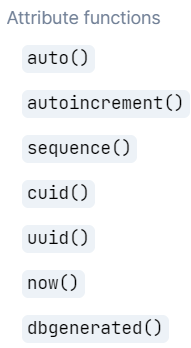 Attribute functions
auto()
autoincrement()
sequence()
cuid()
uuid()
now()
dbgenerated()